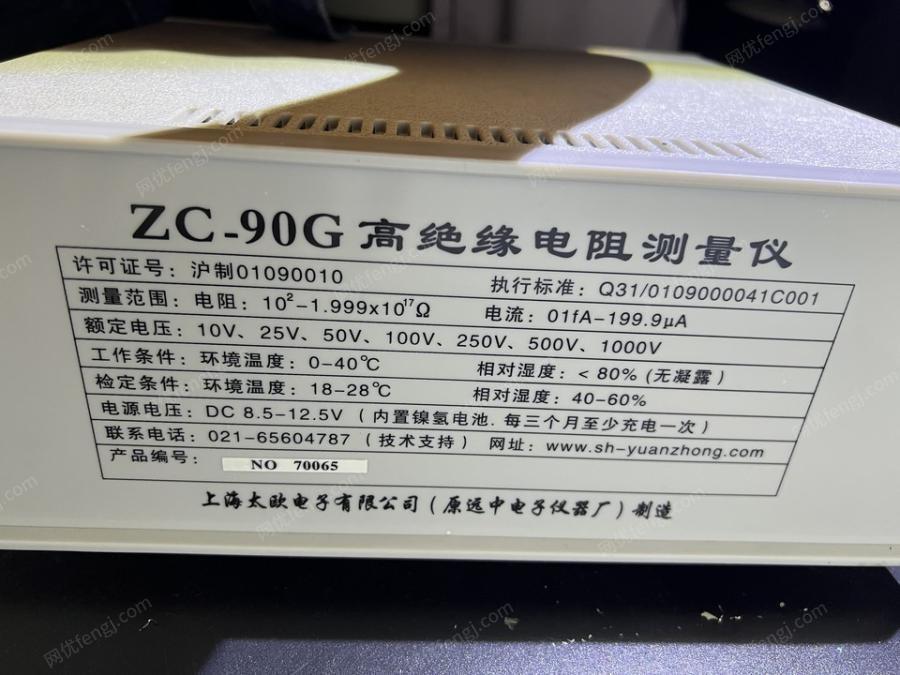 ZC-90G 高绝缘电阻测量仪
许可证号：沪制01090010 执行标准：Q31/0109000041C001
测量范围：电阻：10²-1.999x10¹⁷Ω 电流：01fA-199.9μA
额定电压：10V、25V、50V、100V、250V、500V、1000V
工作条件：环境温度：0-40℃ 相对湿度：< 80% (无凝露)
检定条件：环境温度：18-28℃ 相对湿度：40-60%
电源电压：DC 8.5-12.5V (内置镍氢电池.每三个月至少充电一次)
联系电话：021-65604787 (技术支持) 网址：www.sh-yuanzhong.com
产品编号：NO 70065
上海太欧电子有限公司(原远中电子仪器厂)制造
网优fengj.com